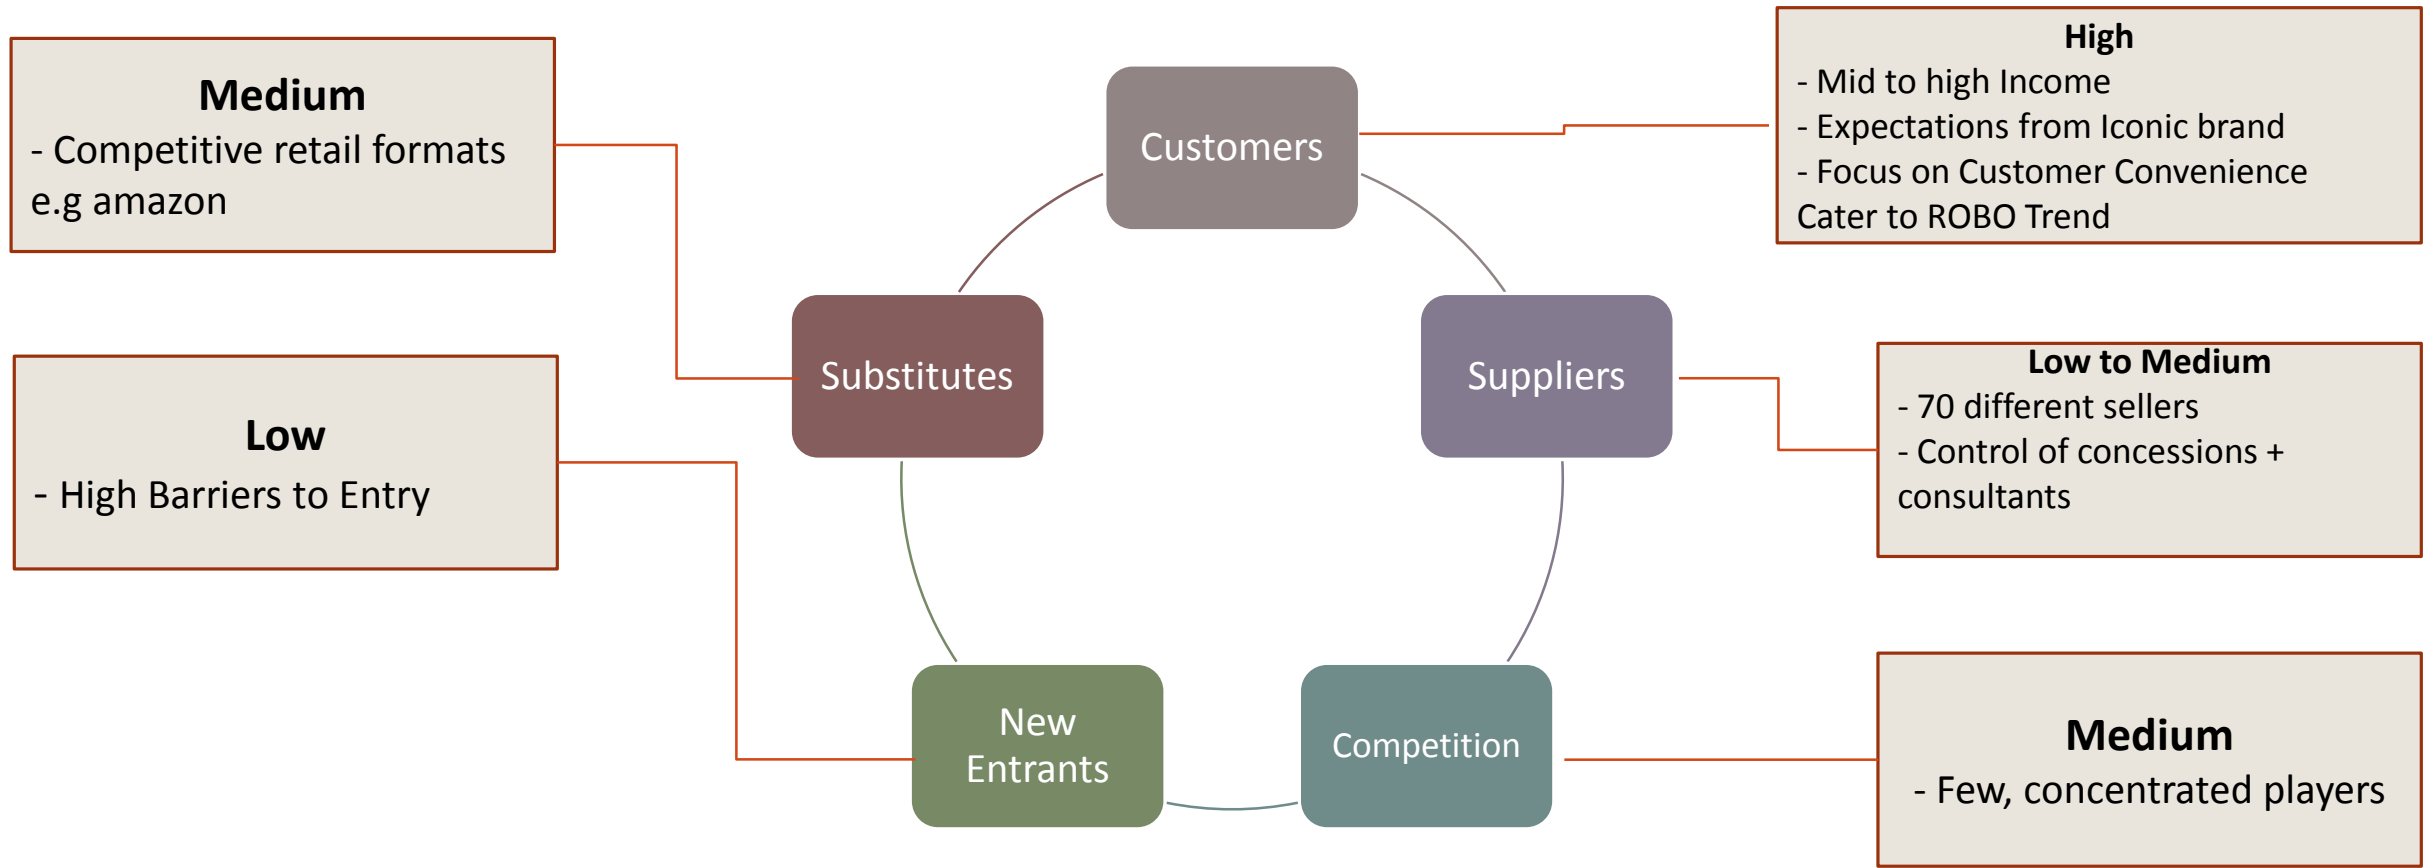 Medium
- Competitive retail formats
e.g amazon
Low
- High Barriers to Entry
Customers
Substitutes
Suppliers
New
Entrants
Competition
High
- Mid to high Income
- Expectations from Iconic brand
- Focus on Customer Convenience
Cater to ROBO Trend
Low to Medium
- 70 different sellers
- Control of concessions +
consultants
Medium
- Few, concentrated players